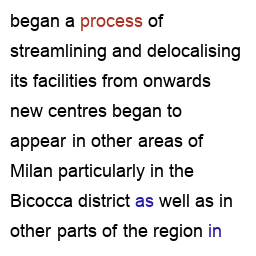 began a process of
streamlining and delocalising
its facilities from onwards
new centres began to
appear in other areas of
Milan particularly in the
Bicocca district as well as in
other parts of the region in